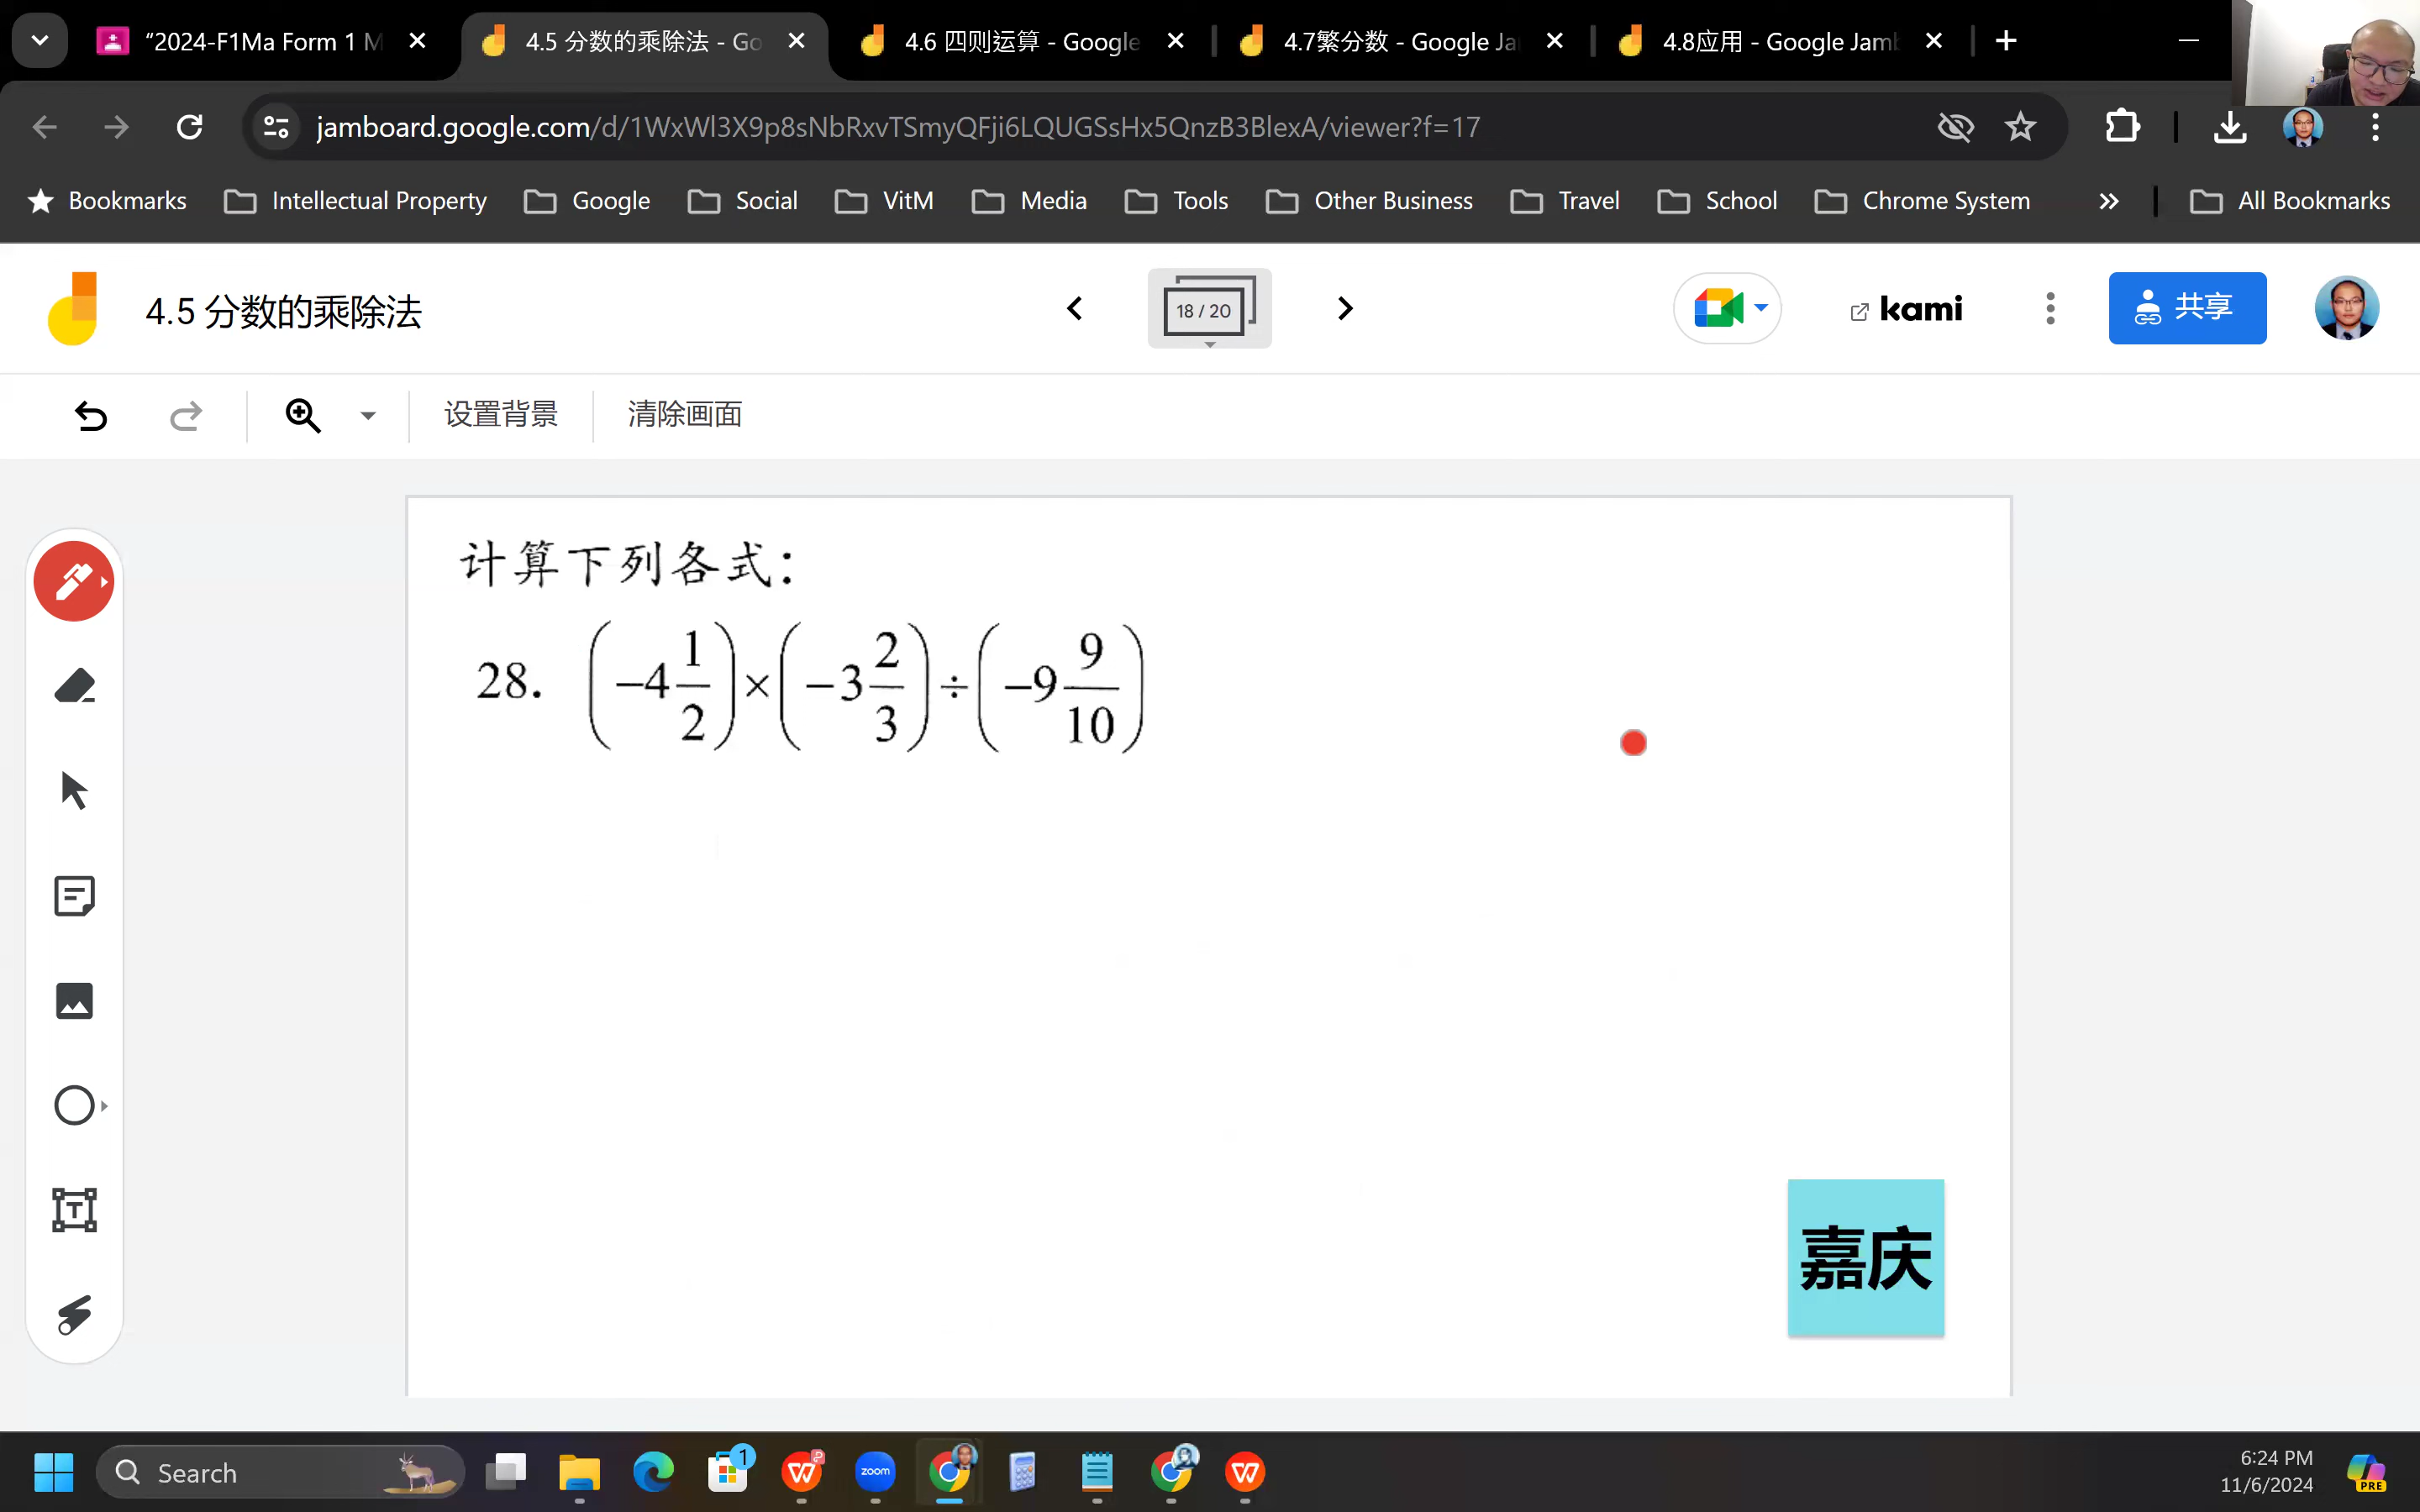 “2024-F1Ma Form 1 M
4.5 分数的乘除法 - Go
4.6 四则运算 - Google
4.7繁分数 - Google Ja
4.8应用 - Google Jam
jamboard.google.com/d/1WxWl3X9p8sNbRxvTSmyQFji6LQUGSsHx5QnzB3BlexA/viewer?f=17
Bookmarks Intellectual Property Google Social VitM Media Tools Other Business Travel School Chrome System » All Bookmarks
4.5 分数的乘除法
18 / 20
kami
共享
设置背景 清除画面
计算下列各式：
28. (−4 1/2) × (−3 2/3) ÷ (−9 9/10)
嘉庆
Search
1
zoom
6:24 PM
11/6/2024
PRE